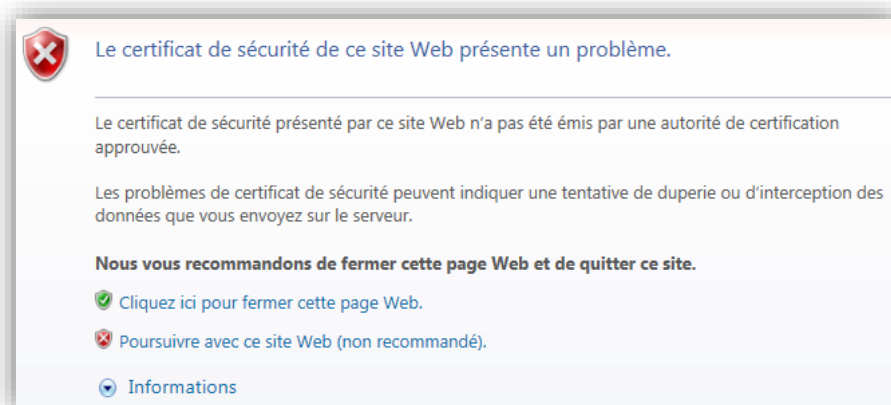 Le certificat de sécurité de ce site Web présente un problème.
Le certificat de sécurité présenté par ce site Web n'a pas été émis par une autorité de certification
approuvée.
Les problèmes de certificat de sécurité peuvent indiquer une tentative de duperie ou d'interception des
données que vous envoyez sur le serveur.
Nous vous recommandons de fermer cette page Web et de quitter ce site.
Cliquez ici pour fermer cette page Web.
Poursuivre avec ce site Web (non recommandé).
Informations